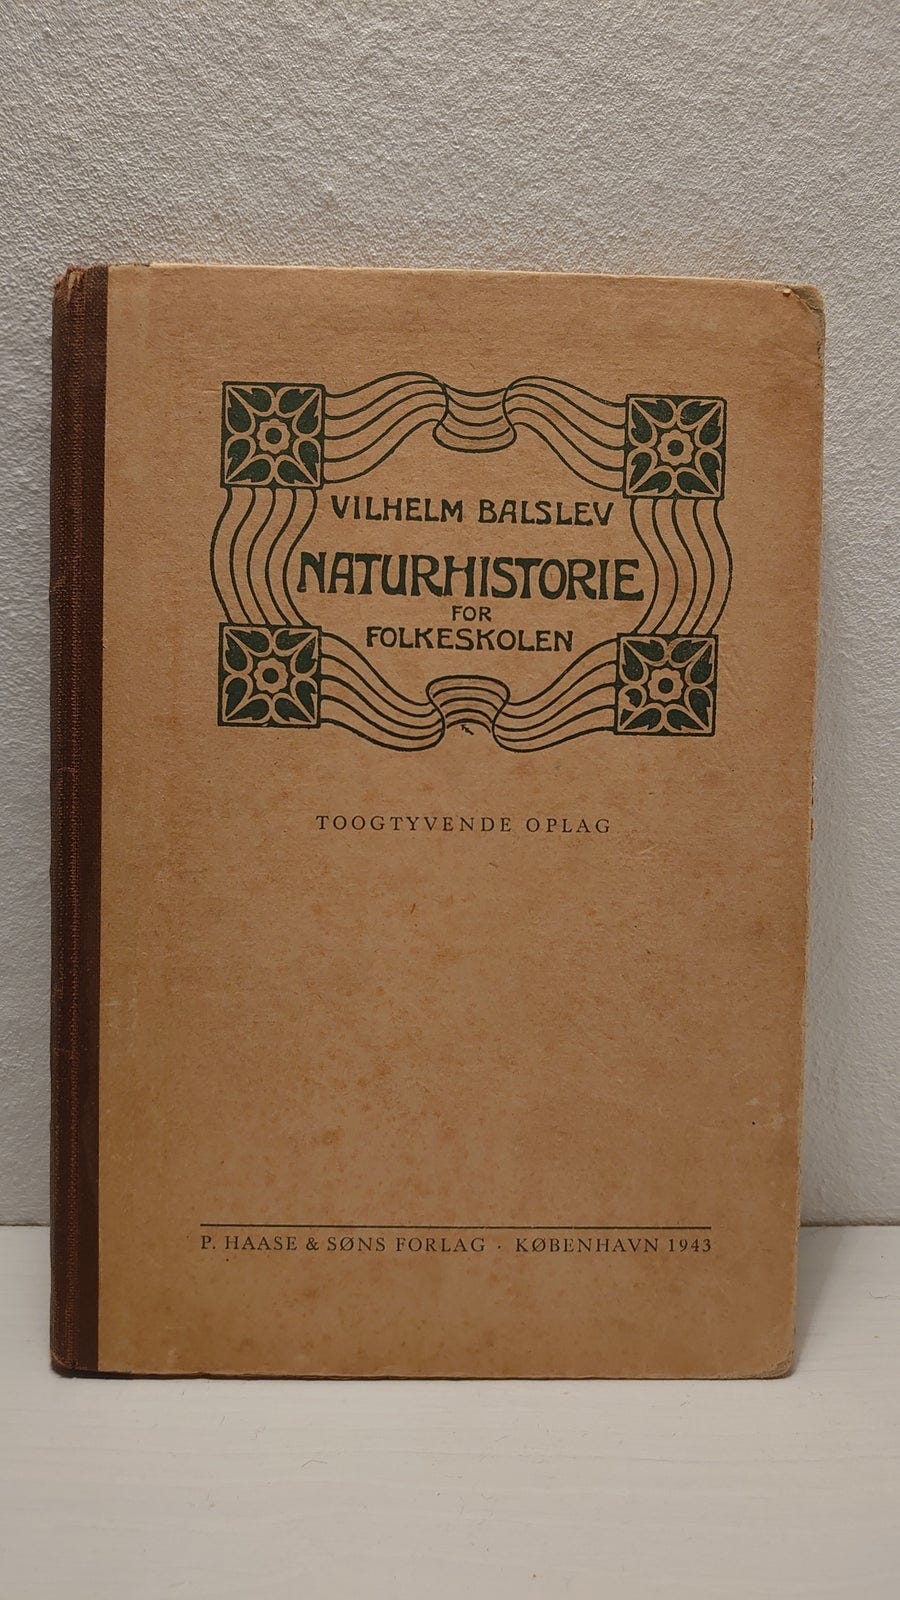 VILHELM BALSLEV
NATURHISTORIE
FOR
FOLKESKOLEN
TOOGTYVENDE OPLAG
P. HAASE & SØNS FORLAG · KØBENHAVN 1943